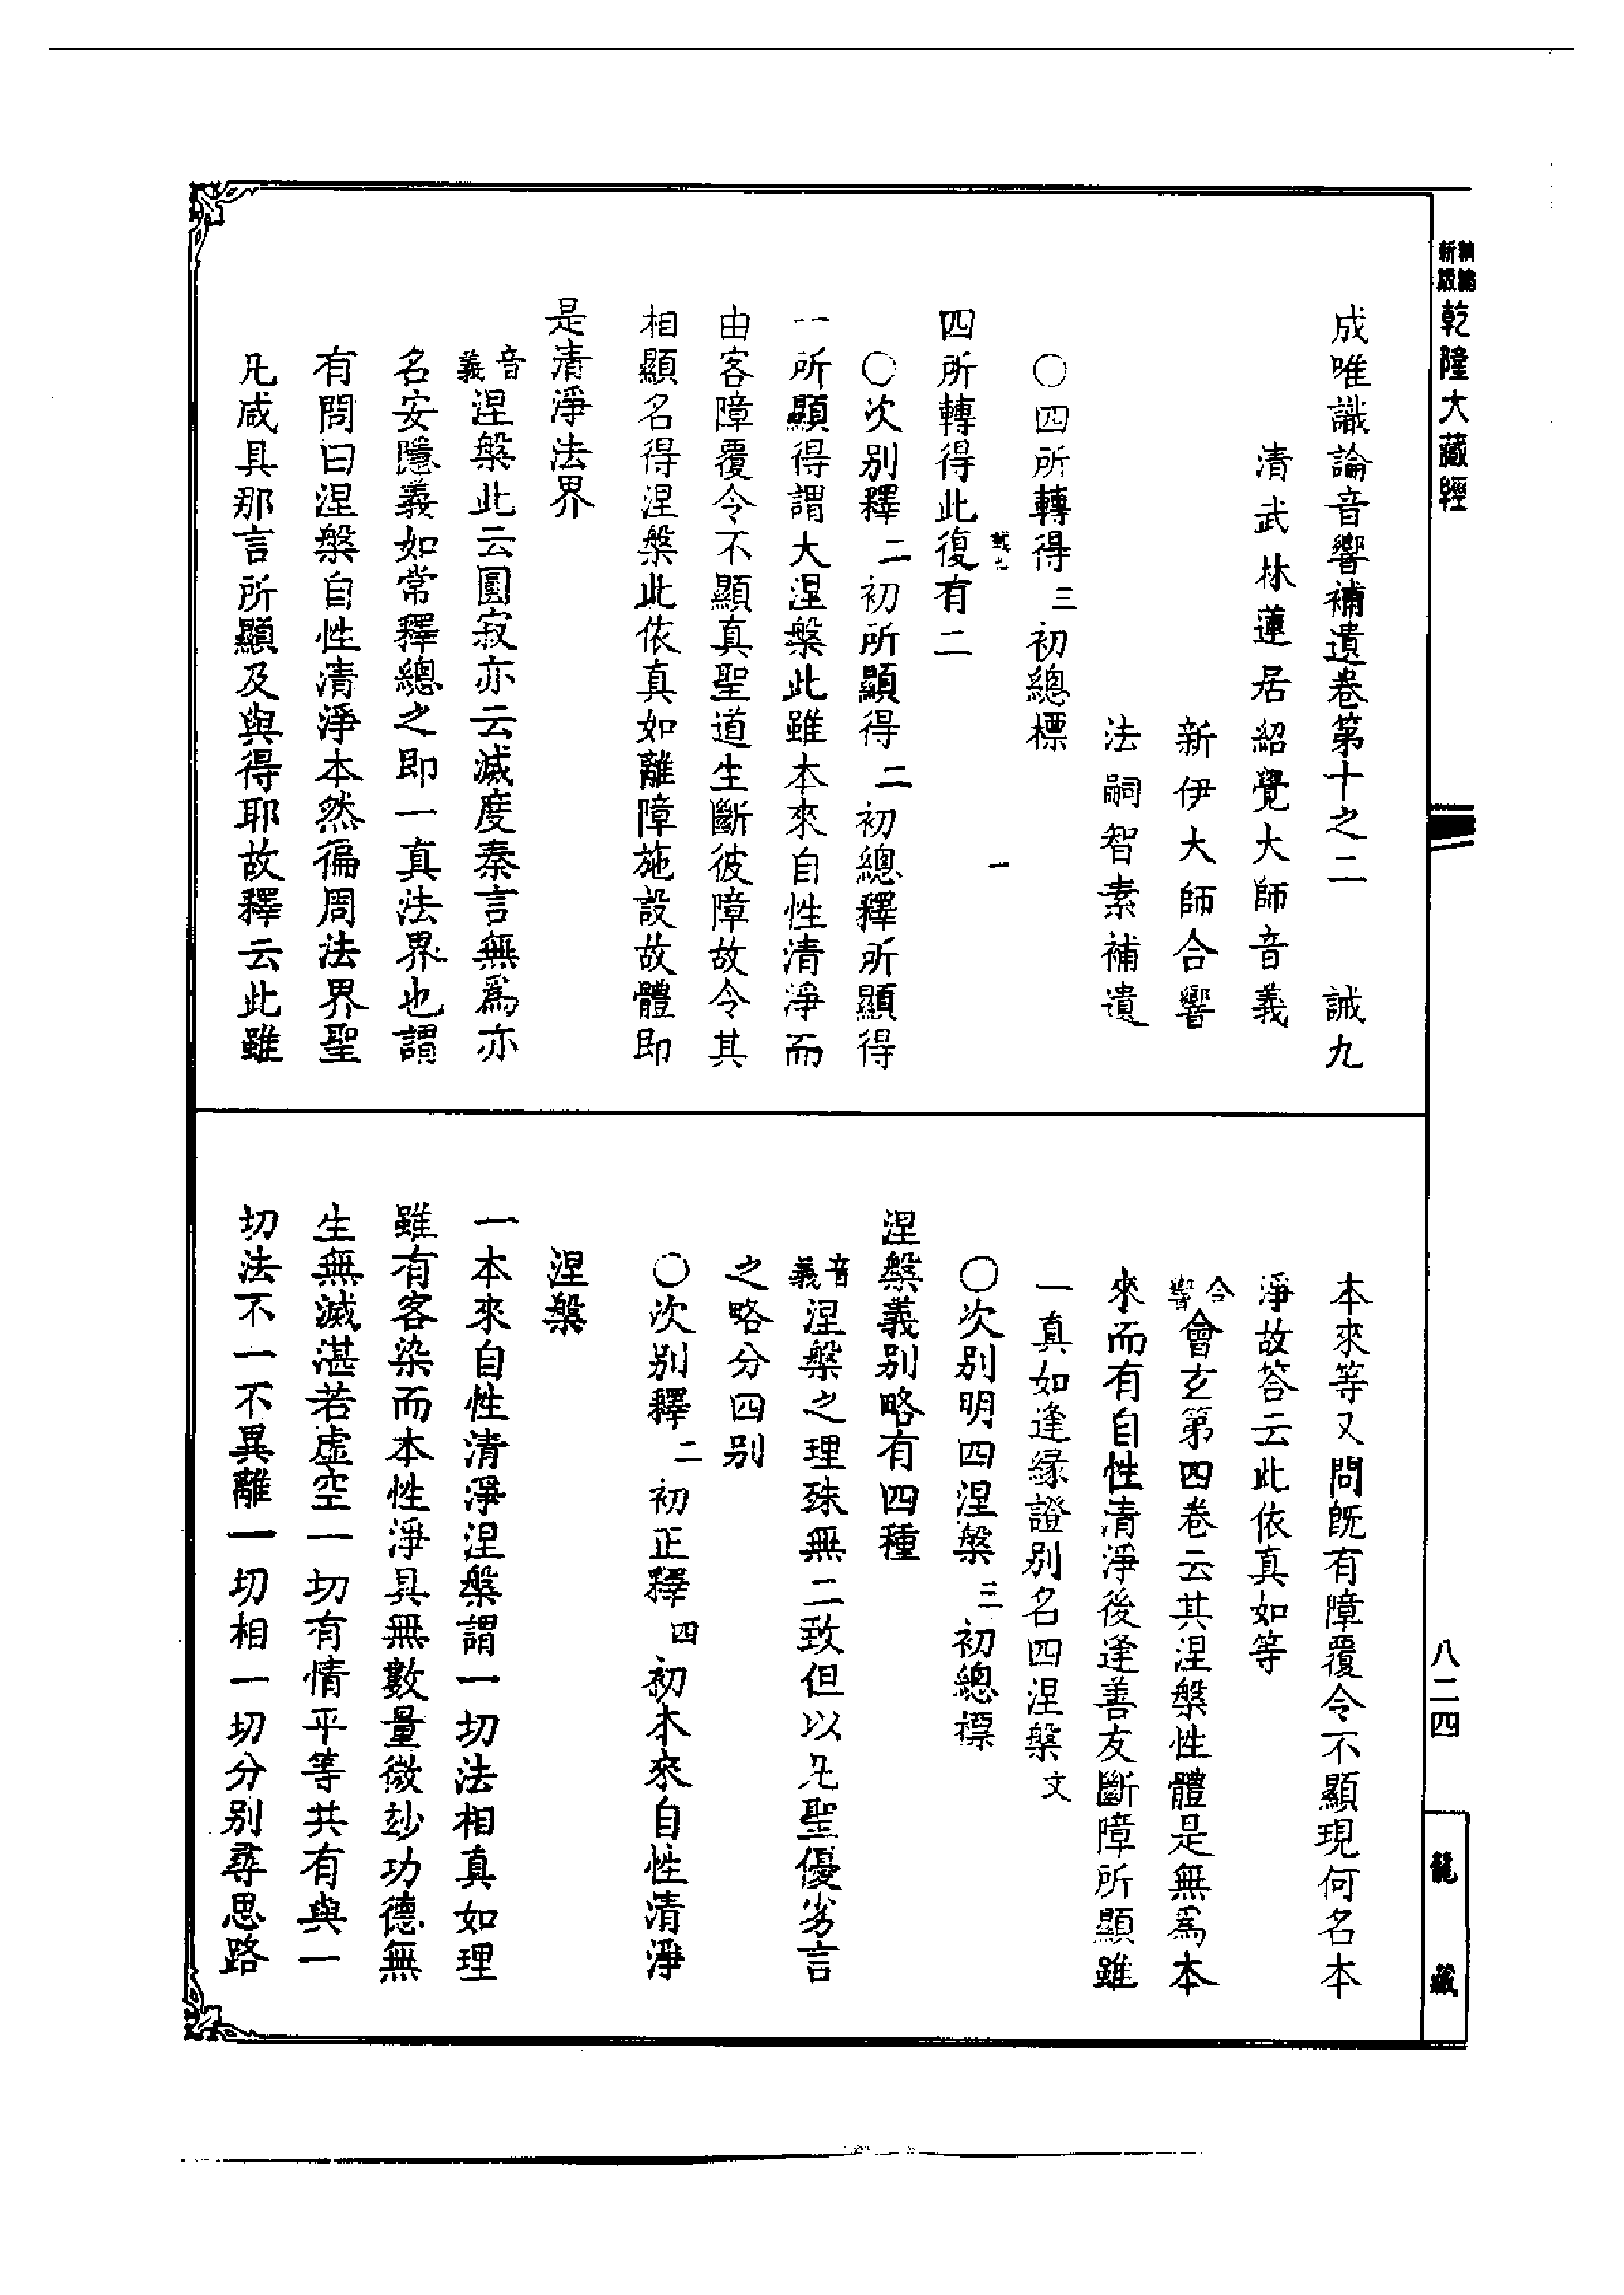 精編
新版
乾隆大藏經
成唯識論音響補遺卷第十之二　誡九
清武林蓮居紹覺大師音義
新伊大師合響
法嗣智素補遺
○四所轉得三初總標
誡九　一
四所轉得此復有二
○次別釋二初所顯得二初總釋所顯得
一所顯得謂大涅槃此雖本來自性清淨而
由客障覆令不顯真聖道生斷彼障故令其
相顯名得涅槃此依真如離障施設故體即
是清淨法界
音義涅槃此云圓寂亦云滅度秦言無爲亦
名安隱義如常釋總之即一真法界也謂
有問曰涅槃自性清淨本然徧周法界聖
凡咸具那言所顯及與得耶故釋云此雖
本來等又問既有障覆令不顯現何名本
淨故答云此依真如等
合響會玄第四卷云其涅槃性體是無爲本
來而有自性清淨後逢善友斷障所顯雖
一真如逢緣證別名四涅槃文
○次別明四涅槃三初總標
涅槃義別略有四種
音義涅槃之理殊無二致但以凡聖優劣言
之略分四別
○次別釋二初正釋四初本來自性清淨
涅槃
一本來自性清淨涅槃謂一切法相真如理
雖有客染而本性淨具無數量微妙功德無
生無滅湛若虛空一切有情平等共有與一
切法不一不異離一切相一切分別尋思路
八二四
龍藏